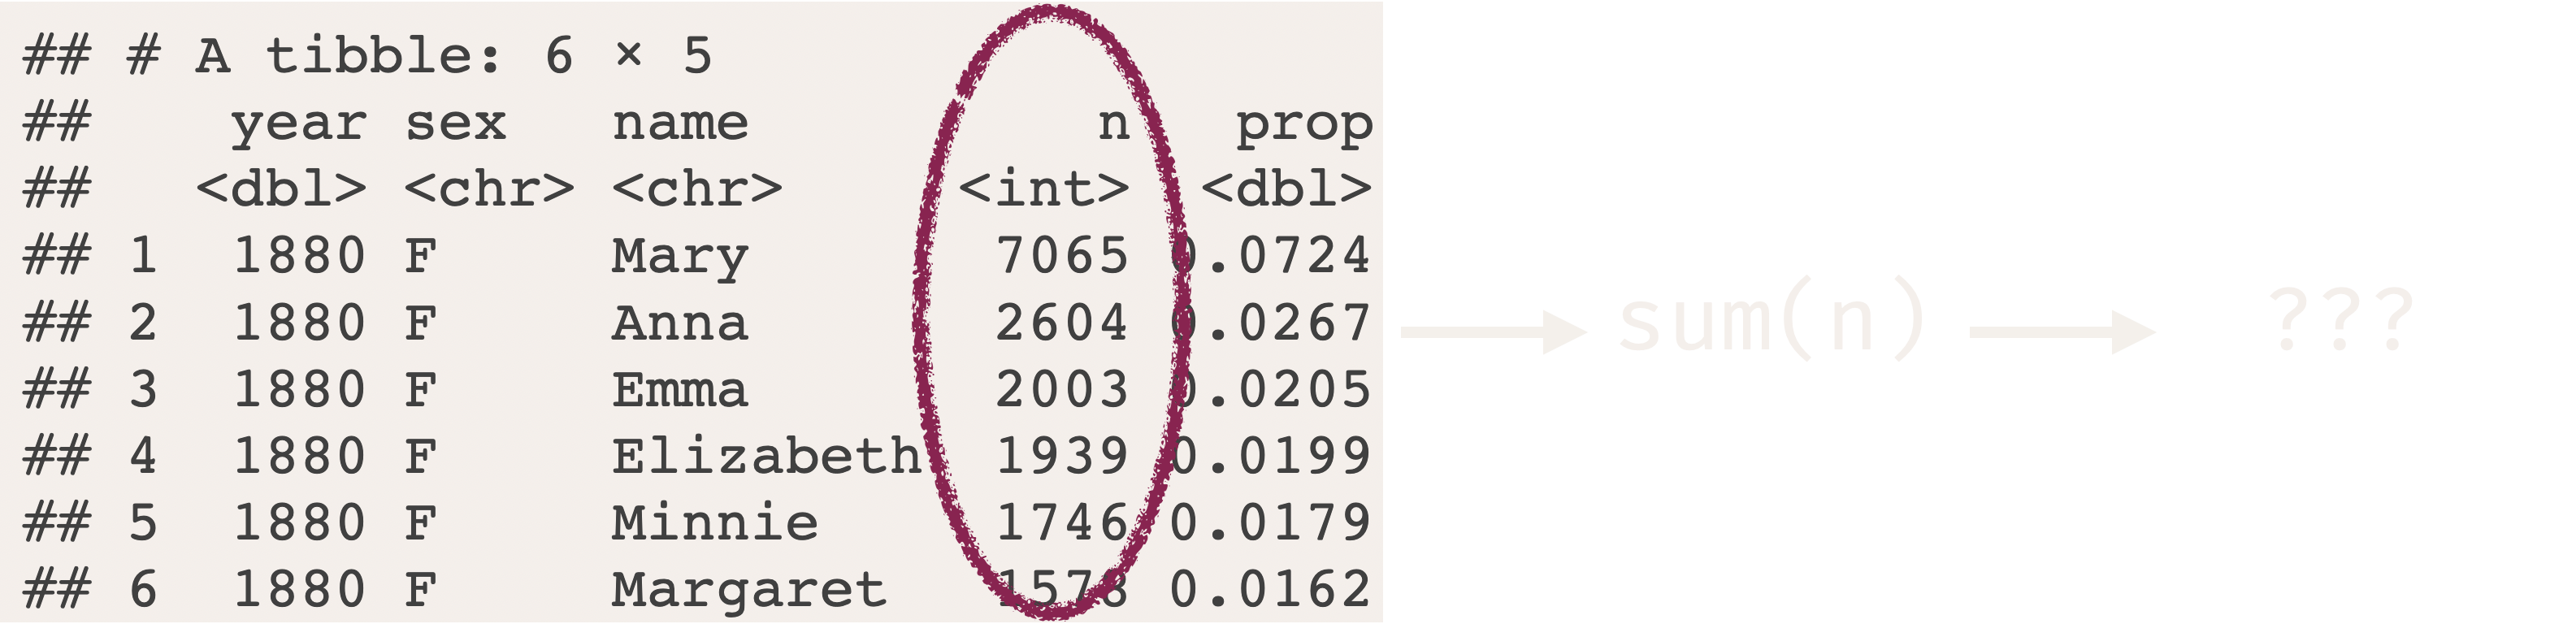 ## # A tibble: 6 × 5
##    year sex   name          n   prop
##   <dbl> <chr> <chr>     <int>  <dbl>
## 1  1880 F     Mary       7065 0.0724
## 2  1880 F     Anna       2604 0.0267
## 3  1880 F     Emma       2003 0.0205
## 4  1880 F     Elizabeth  1939 0.0199
## 5  1880 F     Minnie     1746 0.0179
## 6  1880 F     Margaret   1578 0.0162
sum(n) ???